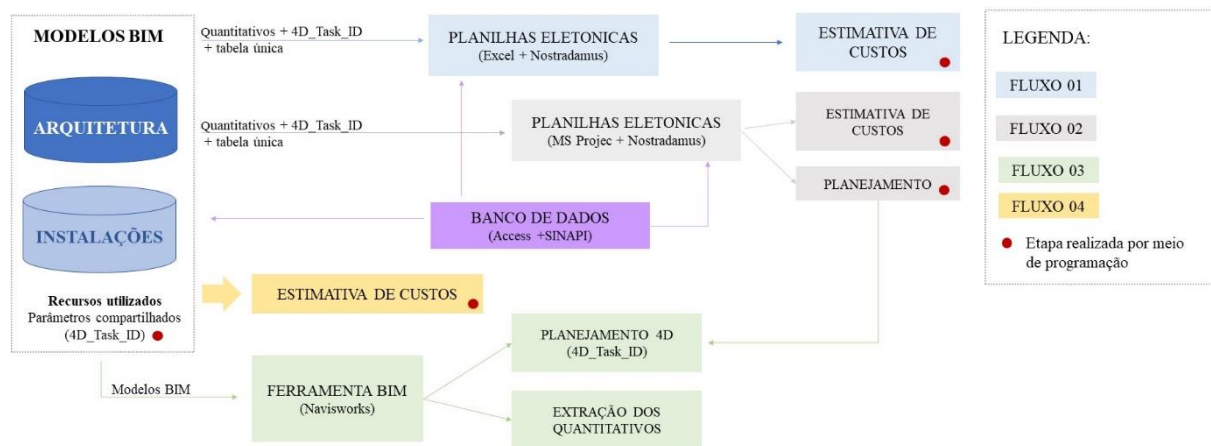 MODELOS BIM
ARQUITETURA
INSTALAÇÕES
Recursos utilizados
Parâmetros compartilhados
(4D_Task_ID)
Quantitativos + 4D_Task_ID
+ tabela única
PLANILHAS ELETONICAS
(Excel + Nostradamus)
ESTIMATIVA DE
CUSTOS
Quantitativos + 4D_Task_ID
+ tabela única
PLANILHAS ELETONICAS
(MS Projec + Nostradamus)
ESTIMATIVA DE
CUSTOS
PLANEJAMENTO
BANCO DE DADOS
(Access +SINAPI)
ESTIMATIVA DE CUSTOS
Modelos BIM
FERRAMENTA BIM
(Navisworks)
PLANEJAMENTO 4D
(4D_Task_ID)
EXTRAÇÃO DOS
QUANTITATIVOS
LEGENDA:
FLUXO 01
FLUXO 02
FLUXO 03
FLUXO 04
Etapa realizada por meio
de programação